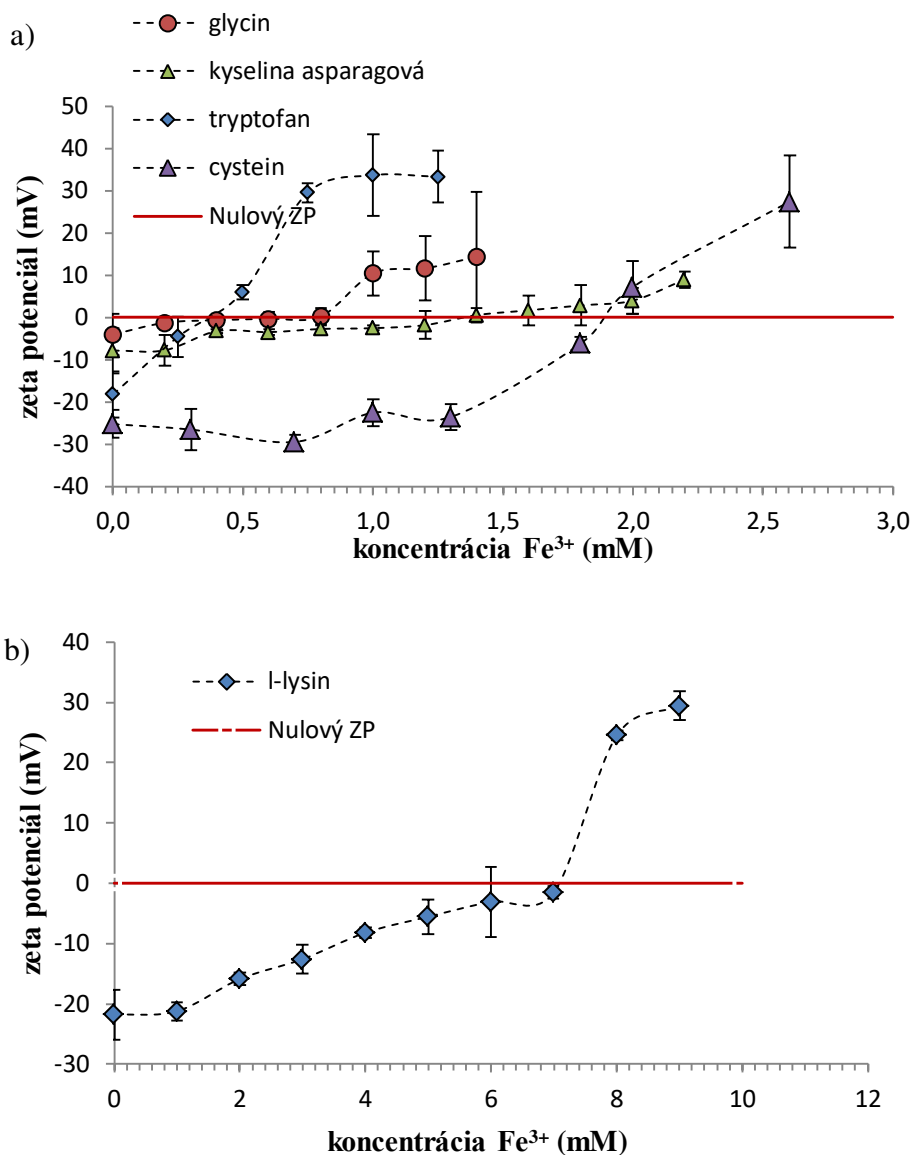 a)
glycin
kyselina asparagová
tryptofan
cystein
Nulový ZP
zeta potenciál (mV)
50
40
30
20
10
0
-10
-20
-30
-40
0,0 0,5 1,0 1,5 2,0 2,5 3,0
koncentrácia Fe³⁺ (mM)
b)
l-lysin
Nulový ZP
zeta potenciál (mV)
40
30
20
10
0
-10
-20
-30
0 2 4 6 8 10 12
koncentrácia Fe³⁺ (mM)